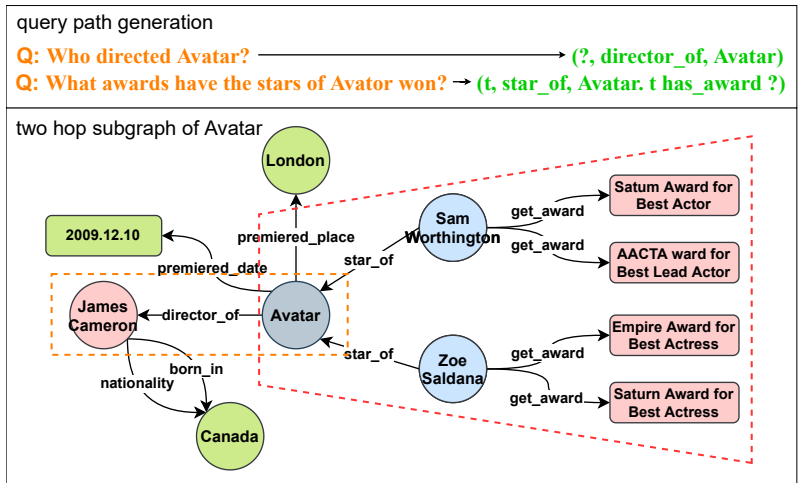 query path generation
Q: Who directed Avatar? (?, director_of, Avatar)
Q: What awards have the stars of Avator won? (t, star_of, Avatar. t has_award ?)
two hop subgraph of Avatar
London
2009.12.10
premiered_place
premiered_date
Sam
Worthington
get_award
get_award
Satum Award for
Best Actor
AACTA ward for
Best Lead Actor
star_of
James
Cameron
director_of
Avatar
star_of
Zoe
Saldana
get_award
get_award
Empire Award for
Best Actress
Saturn Award for
Best Actress
born_in
nationality
Canada